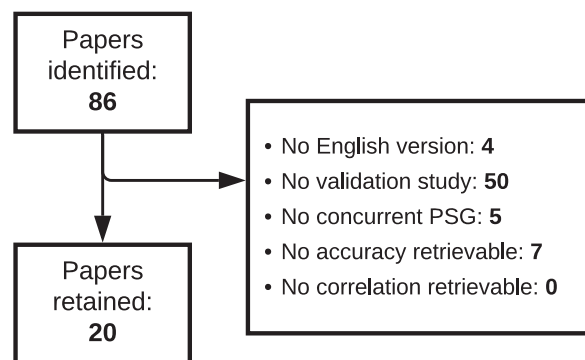 Papers
identified:
86
• No English version: 4
• No validation study: 50
• No concurrent PSG: 5
• No accuracy retrievable: 7
• No correlation retrievable: 0
Papers
retained:
20